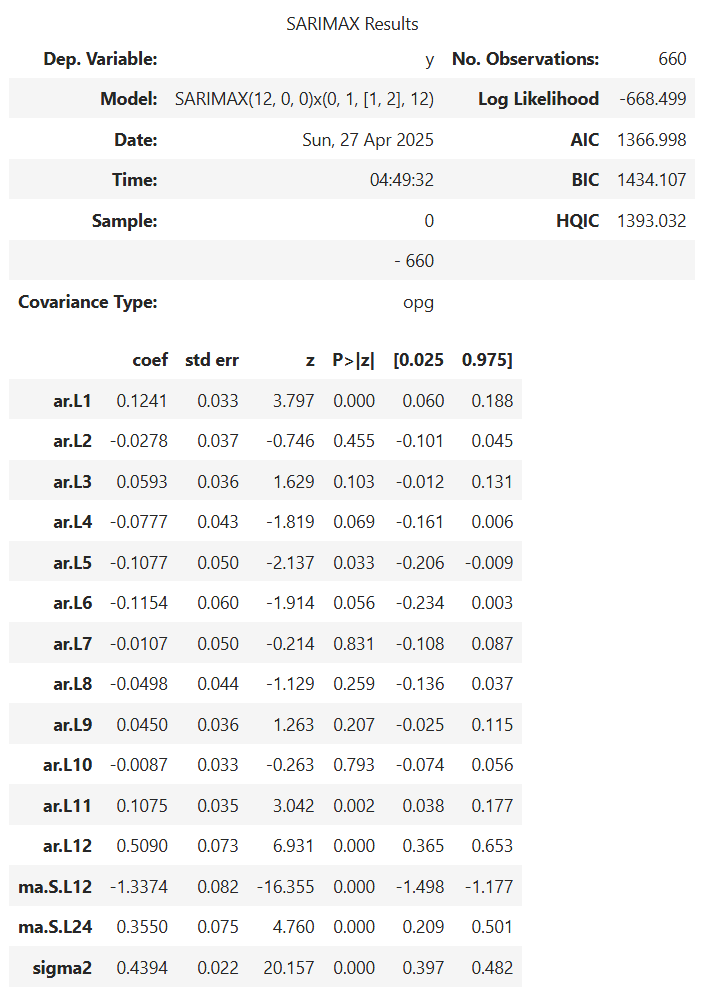 SARIMAX Results
Dep. Variable: y No. Observations: 660
Model: SARIMAX(12, 0, 0)x(0, 1, [1, 2], 12) Log Likelihood -668.499
Date: Sun, 27 Apr 2025 AIC 1366.998
Time: 04:49:32 BIC 1434.107
Sample: 0 HQIC 1393.032
- 660
Covariance Type: opg
coef std err z P>|z| [0.025 0.975]
ar.L1 0.1241 0.033 3.797 0.000 0.060 0.188
ar.L2 -0.0278 0.037 -0.746 0.455 -0.101 0.045
ar.L3 0.0593 0.036 1.629 0.103 -0.012 0.131
ar.L4 -0.0777 0.043 -1.819 0.069 -0.161 0.006
ar.L5 -0.1077 0.050 -2.137 0.033 -0.206 -0.009
ar.L6 -0.1154 0.060 -1.914 0.056 -0.234 0.003
ar.L7 -0.0107 0.050 -0.214 0.831 -0.108 0.087
ar.L8 -0.0498 0.044 -1.129 0.259 -0.136 0.037
ar.L9 0.0450 0.036 1.263 0.207 -0.025 0.115
ar.L10 -0.0087 0.033 -0.263 0.793 -0.074 0.056
ar.L11 0.1075 0.035 3.042 0.002 0.038 0.177
ar.L12 0.5090 0.073 6.931 0.000 0.365 0.653
ma.S.L12 -1.3374 0.082 -16.355 0.000 -1.498 -1.177
ma.S.L24 0.3550 0.075 4.760 0.000 0.209 0.501
sigma2 0.4394 0.022 20.157 0.000 0.397 0.482